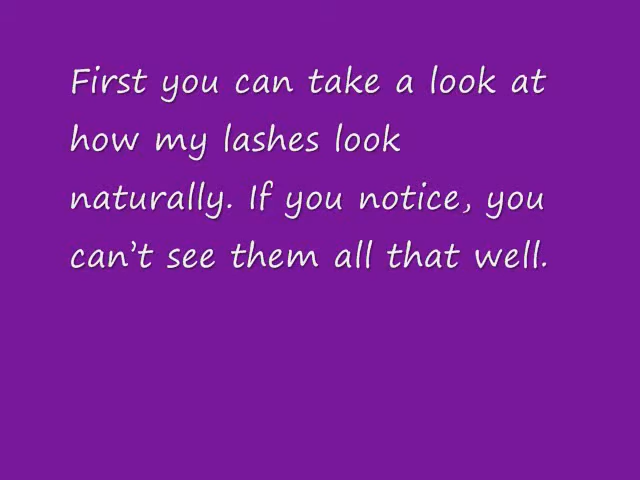 First you can take a look at
how my lashes look
naturally. If you notice, you
can’t see them all that well.